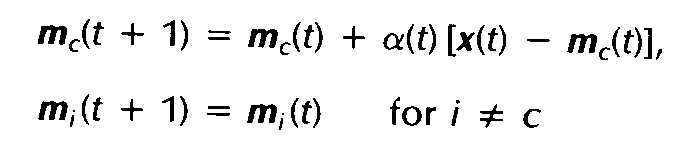 m_c(t + 1) = m_c(t) + α(t) [x(t) − m_c(t)],
m_i(t + 1) = m_i(t) for i ≠ c